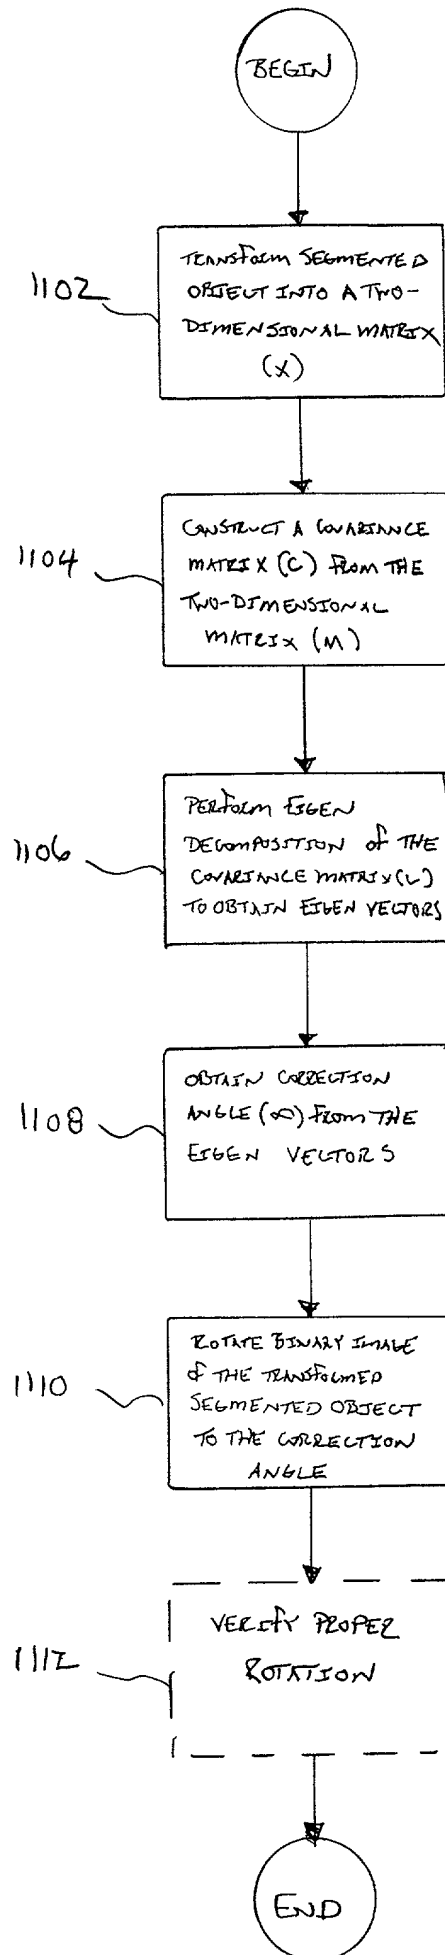 BEGIN
1102
TRANSFORM SEGMENTED
OBJECT INTO A TWO-
DIMENSIONAL MATRIX
(X)
1104
CONSTRUCT A COVARIANCE
MATRIX (C) FROM THE
TWO-DIMENSIONAL
MATRIX (M)
1106
PERFORM EIGEN
DECOMPOSITION of THE
COVARIANCE MATRIX (C)
TO OBTAIN EIGEN VECTORS
1108
OBTAIN CORRECTION
ANGLE (∝) FROM THE
EIGEN VECTORS
1110
ROTATE BINARY IMAGE
of THE TRANSFORMED
SEGMENTED OBJECT
TO THE CORRECTION
ANGLE
1112
VERIFY PROPER
ROTATION
END